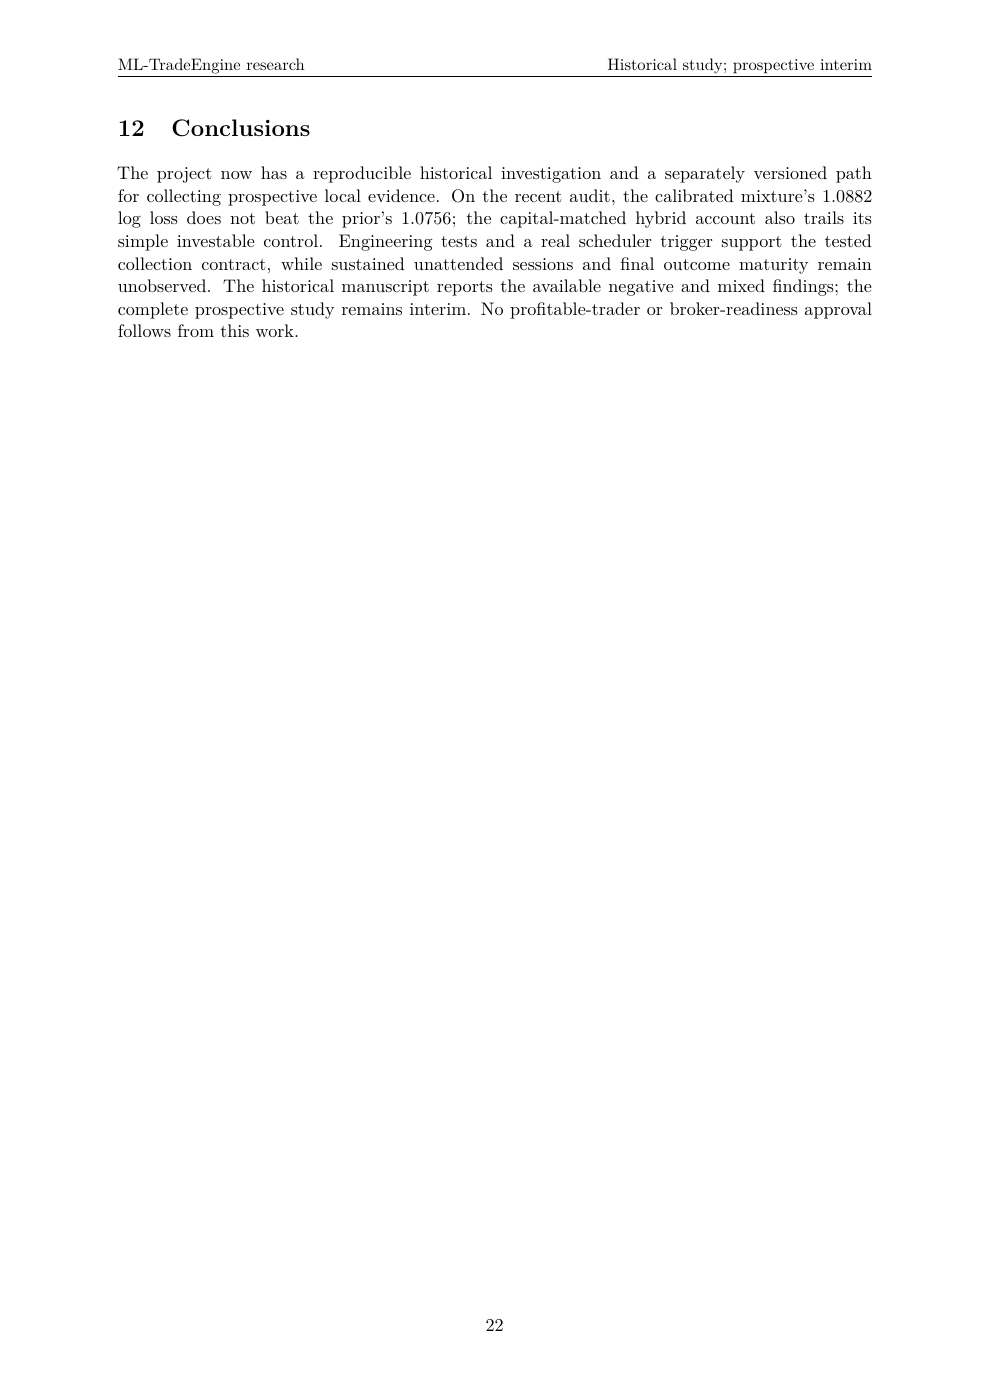 ML-TradeEngine research
Historical study; prospective interim
12 Conclusions
The project now has a reproducible historical investigation and a separately versioned path
for collecting prospective local evidence. On the recent audit, the calibrated mixture's 1.0882
log loss does not beat the prior's 1.0756; the capital-matched hybrid account also trails its
simple investable control. Engineering tests and a real scheduler trigger support the tested
collection contract, while sustained unattended sessions and final outcome maturity remain
unobserved. The historical manuscript reports the available negative and mixed findings; the
complete prospective study remains interim. No profitable-trader or broker-readiness approval
follows from this work.
22